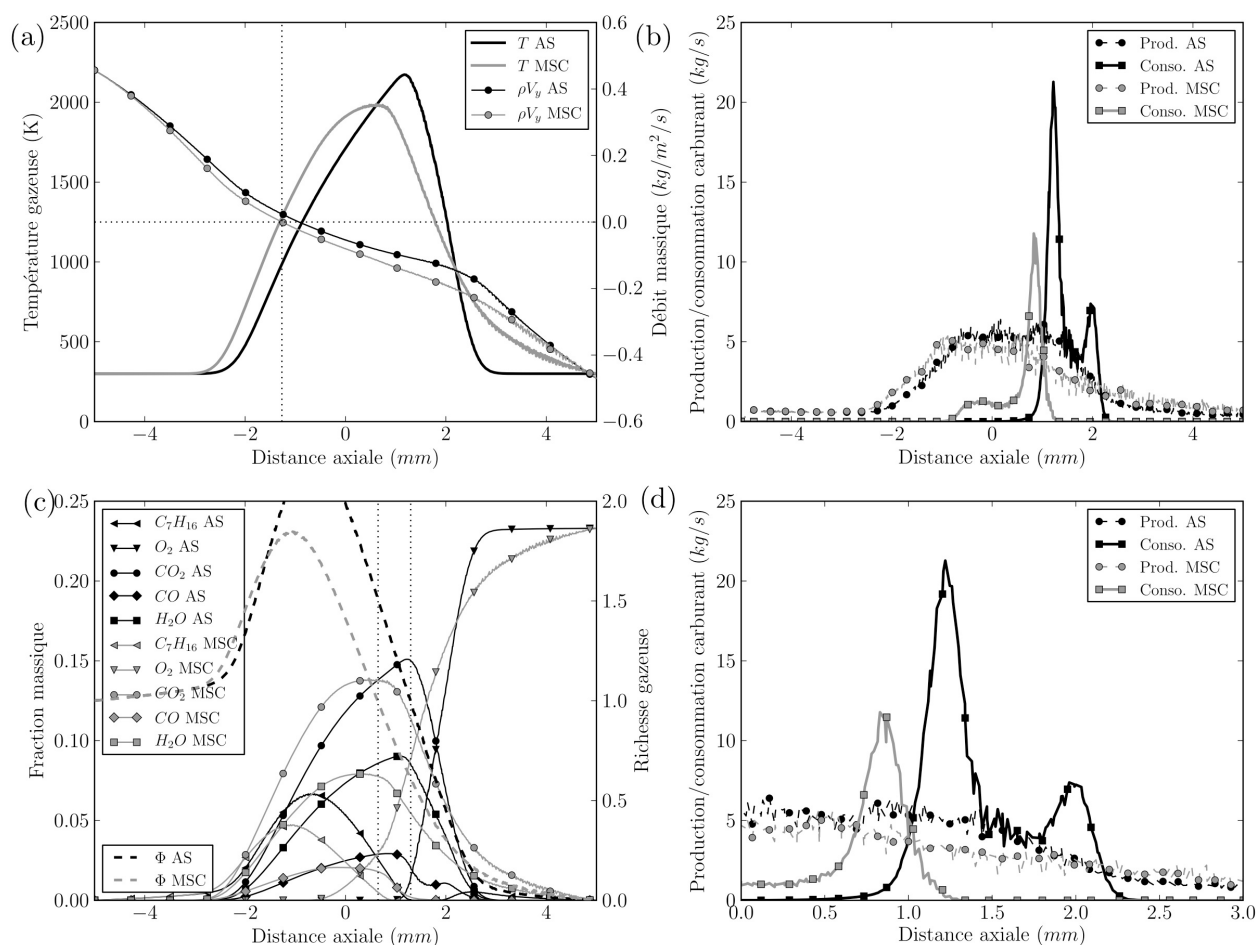 (a)
2500
2000
1500
1000
500
0
Température gazeuse (K)
T AS
T MSC
ρV_y AS
ρV_y MSC
0.6
0.4
0.2
0.0
−0.2
−0.4
−0.6
Débit massique (kg/m²/s)
−4 −2 0 2 4
Distance axiale (mm)
(b)
25
20
15
10
5
0
Production/consommation carburant (kg/s)
Prod. AS
Conso. AS
Prod. MSC
Conso. MSC
−4 −2 0 2 4
Distance axiale (mm)
(c)
0.25
0.20
0.15
0.10
0.05
0.00
Fraction massique
C₇H₁₆ AS
O₂ AS
CO₂ AS
CO AS
H₂O AS
C₇H₁₆ MSC
O₂ MSC
CO₂ MSC
CO MSC
H₂O MSC
Φ AS
Φ MSC
2.0
1.5
1.0
0.5
0.0
Richesse gazeuse
−4 −2 0 2 4
Distance axiale (mm)
(d)
25
20
15
10
5
0
Production/consommation carburant (kg/s)
Prod. AS
Conso. AS
Prod. MSC
Conso. MSC
0.0 0.5 1.0 1.5 2.0 2.5 3.0
Distance axiale (mm)